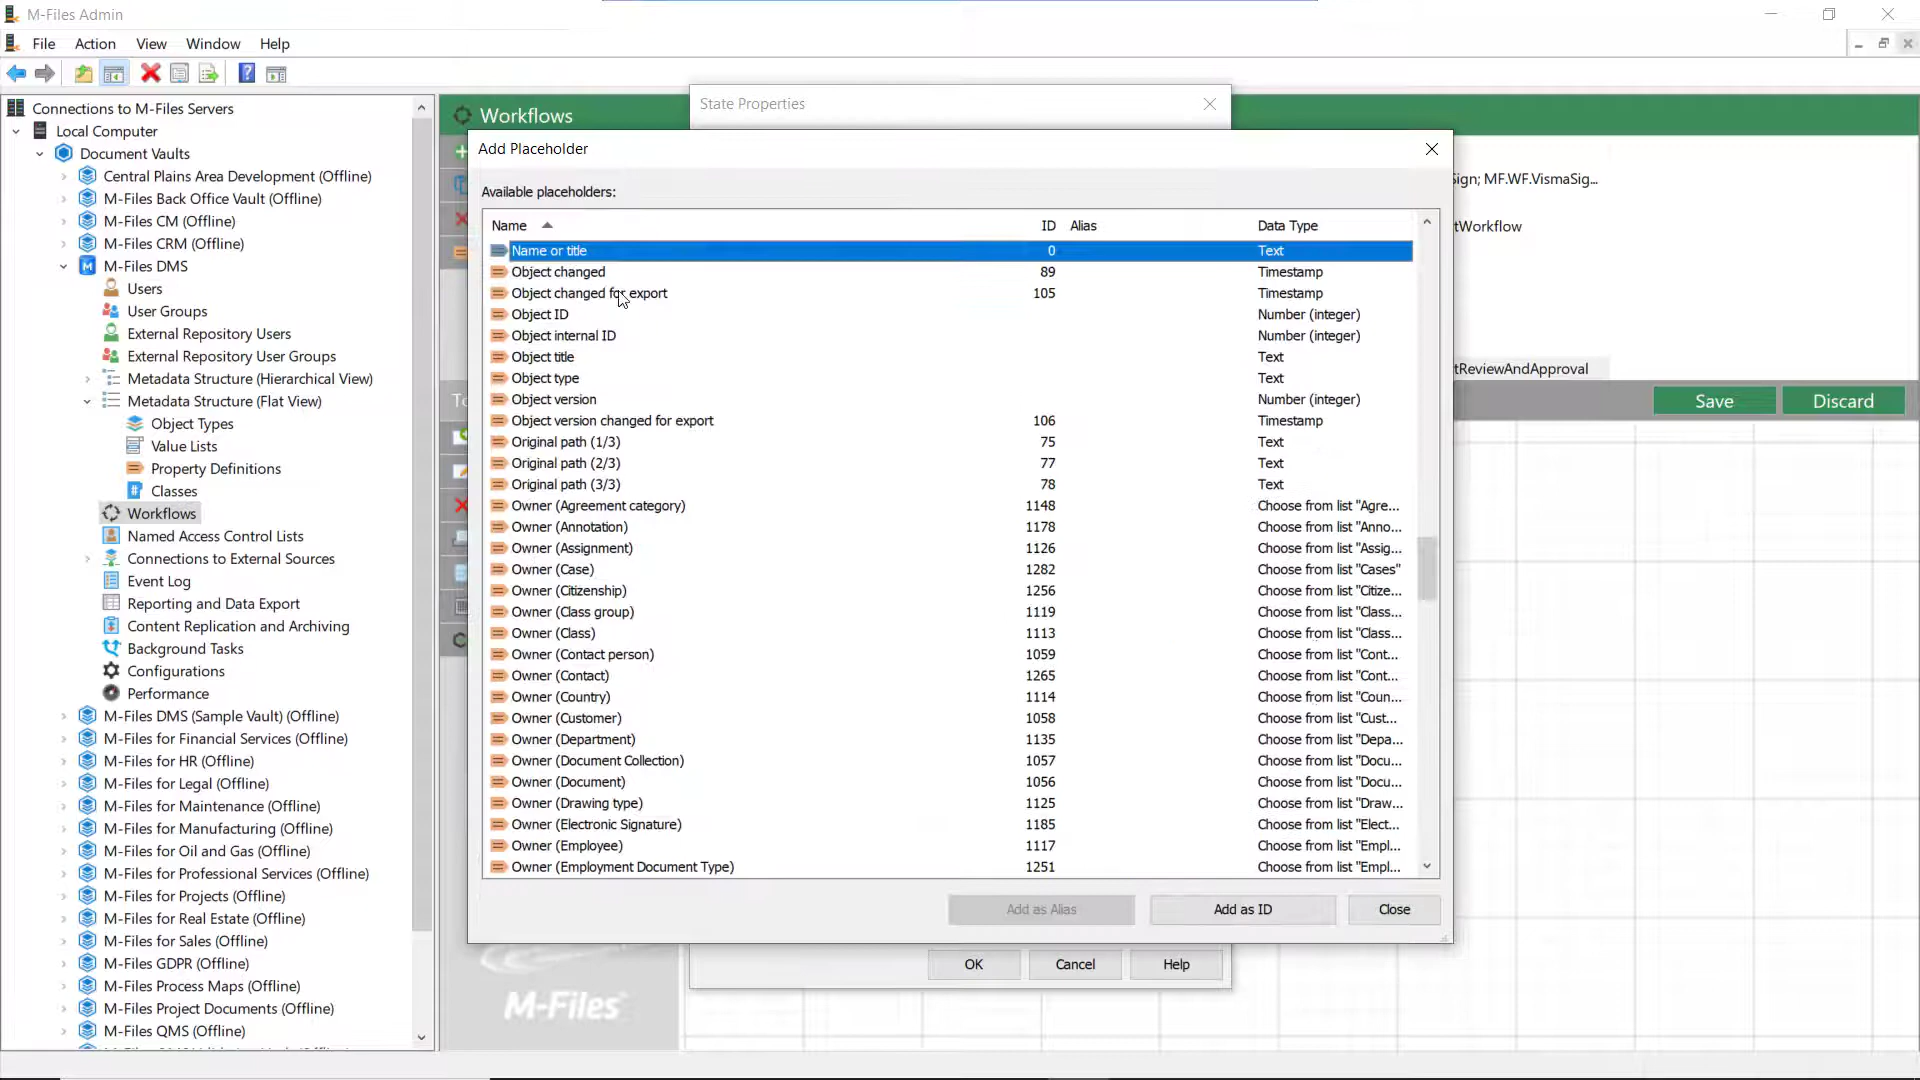 M-Files Admin
File Action View Window Help
Connections to M-Files Servers
Local Computer
Document Vaults
Central Plains Area Development (Offline)
M-Files Back Office Vault (Offline)
M-Files CM (Offline)
M-Files CRM (Offline)
M-Files DMS
Users
User Groups
External Repository Users
External Repository User Groups
Metadata Structure (Hierarchical View)
Metadata Structure (Flat View)
Object Types
Value Lists
Property Definitions
Classes
Workflows
Named Access Control Lists
Connections to External Sources
Event Log
Reporting and Data Export
Content Replication and Archiving
Background Tasks
Configurations
Performance
M-Files DMS (Sample Vault) (Offline)
M-Files for Financial Services (Offline)
M-Files for HR (Offline)
M-Files for Legal (Offline)
M-Files for Maintenance (Offline)
M-Files for Manufacturing (Offline)
M-Files for Oil and Gas (Offline)
M-Files for Professional Services (Offline)
M-Files for Projects (Offline)
M-Files for Real Estate (Offline)
M-Files for Sales (Offline)
M-Files GDPR (Offline)
M-Files Process Maps (Offline)
M-Files Project Documents (Offline)
M-Files QMS (Offline)
Workflows
State Properties
Add Placeholder
Available placeholders:
Name ID Alias Data Type
Name or title 0 Text
Object changed 89 Timestamp
Object changed for export 105 Timestamp
Object ID Number (integer)
Object internal ID Number (integer)
Object title Text
Object type Text
Object version Number (integer)
Object version changed for export 106 Timestamp
Original path (1/3) 75 Text
Original path (2/3) 77 Text
Original path (3/3) 78 Text
Owner (Agreement category) 1148 Choose from list "Agre...
Owner (Annotation) 1178 Choose from list "Anno...
Owner (Assignment) 1126 Choose from list "Assig...
Owner (Case) 1282 Choose from list "Cases"
Owner (Citizenship) 1256 Choose from list "Citize...
Owner (Class group) 1119 Choose from list "Class...
Owner (Class) 1113 Choose from list "Class...
Owner (Contact person) 1059 Choose from list "Cont...
Owner (Contact) 1265 Choose from list "Cont...
Owner (Country) 1114 Choose from list "Coun...
Owner (Customer) 1058 Choose from list "Cust...
Owner (Department) 1135 Choose from list "Depa...
Owner (Document Collection) 1057 Choose from list "Docu...
Owner (Document) 1056 Choose from list "Docu...
Owner (Drawing type) 1125 Choose from list "Draw...
Owner (Electronic Signature) 1185 Choose from list "Elect...
Owner (Employee) 1117 Choose from list "Empl...
Owner (Employment Document Type) 1251 Choose from list "Empl...
Add as Alias Add as ID Close
OK Cancel Help
Sign; MF.WF.VismaSig...
tWorkflow
tReviewAndApproval
Save Discard
M-Files